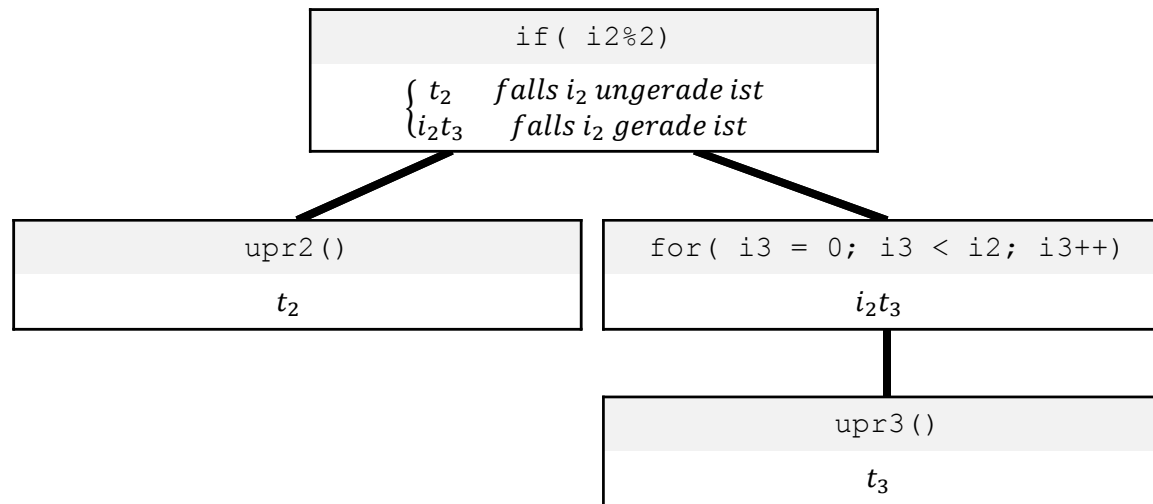 if( i2%2)
t₂ falls i₂ ungerade ist
i₂t₃ falls i₂ gerade ist
upr2()
t₂
for( i3 = 0; i3 < i2; i3++)
i₂t₃
upr3()
t₃